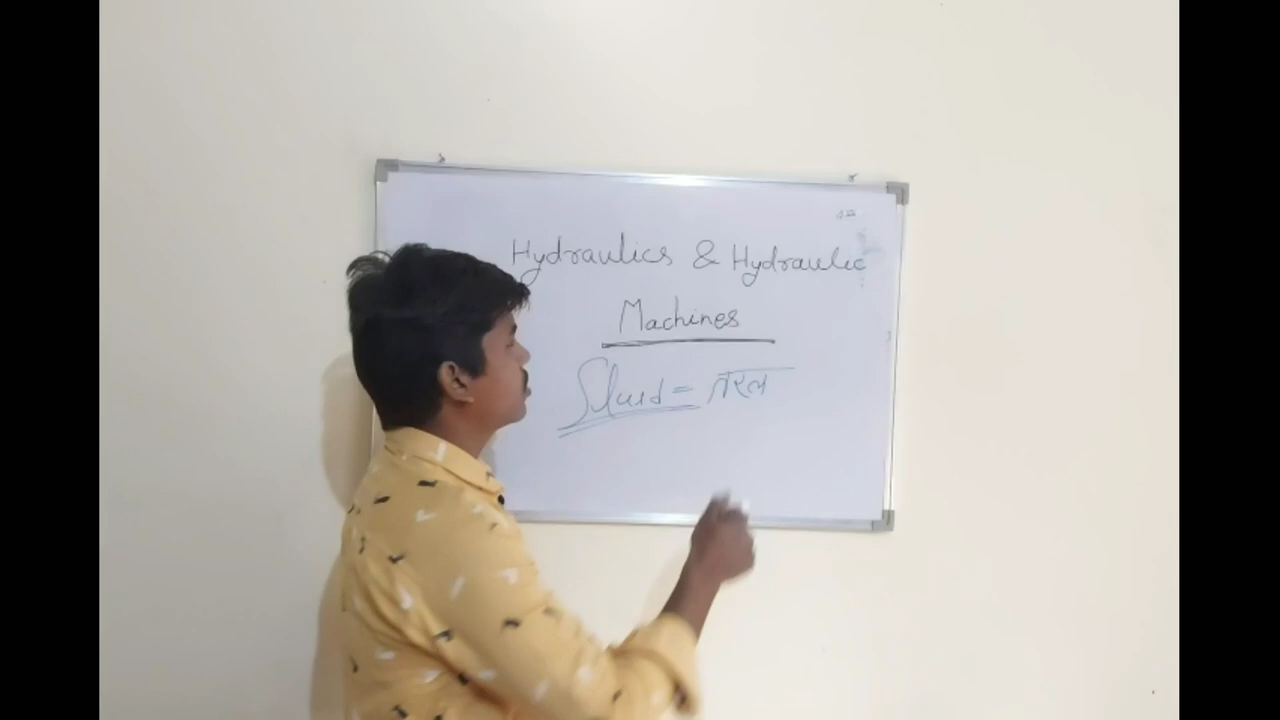 Hydraulics & Hydraulic
Machines
fluid = तरल